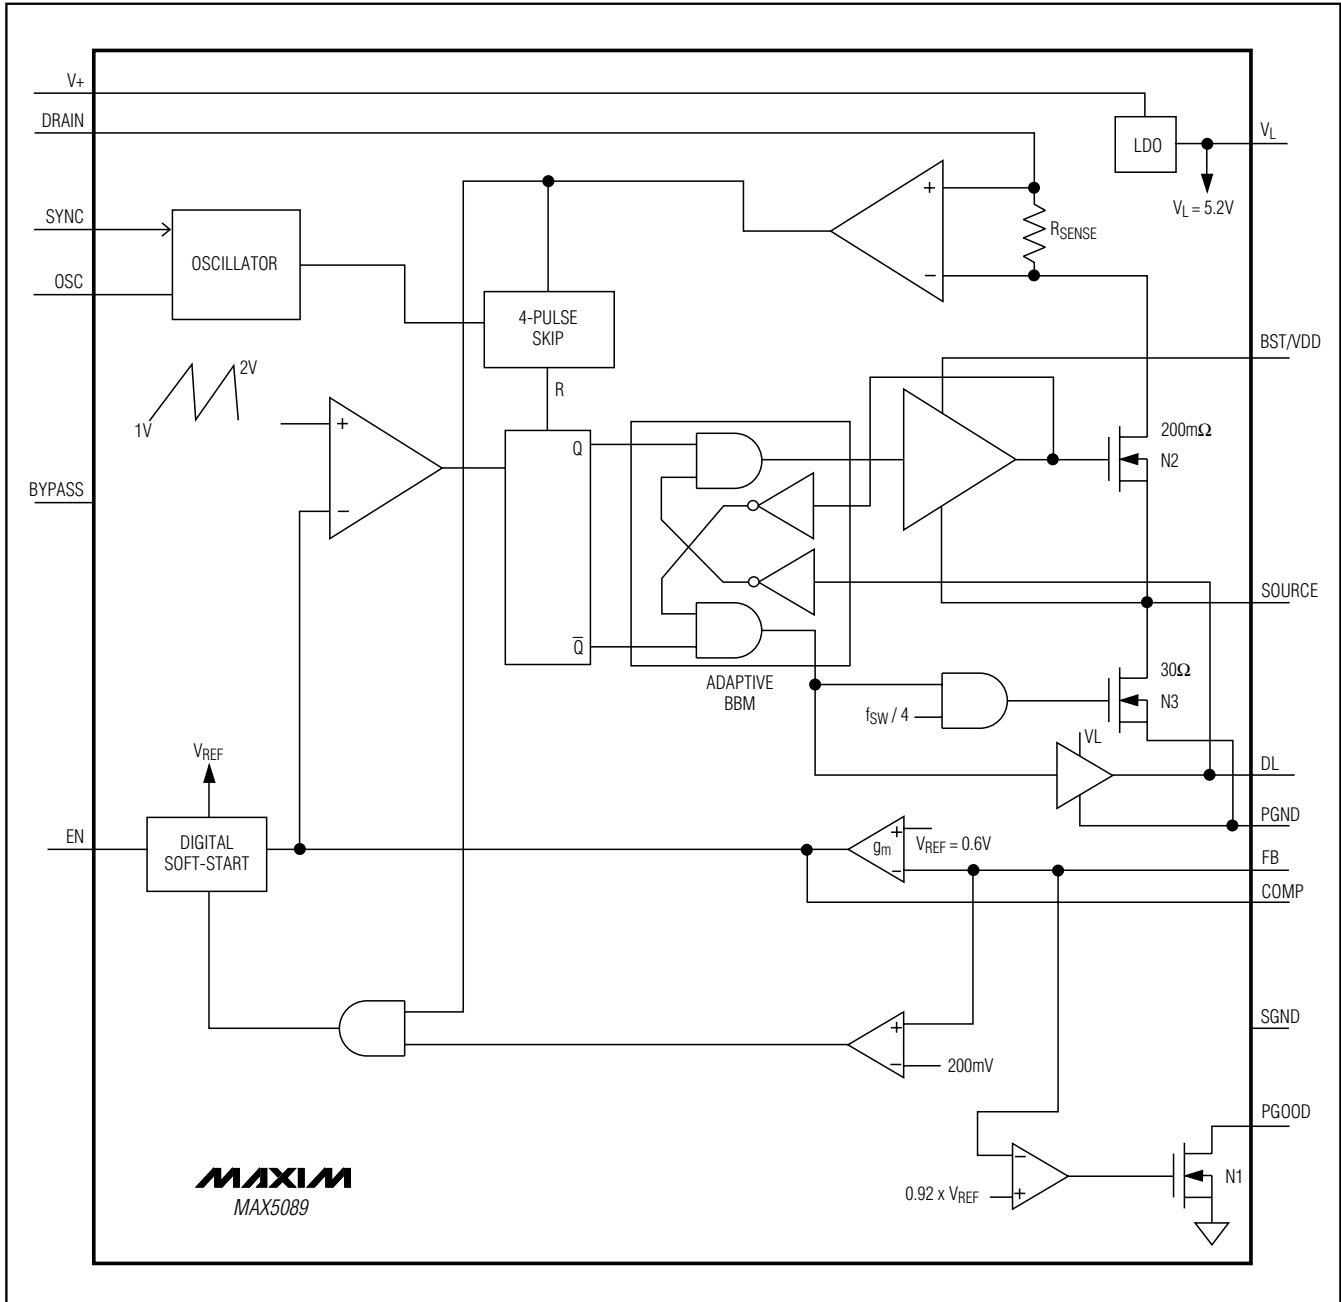 V+
DRAIN
LDO
VL
VL = 5.2V
SYNC
OSCILLATOR
OSC
+
−
RSENSE
4-PULSE
SKIP
R
BST/VDD
2V
1V
+
−
BYPASS
Q
Q̅
200mΩ
N2
SOURCE
ADAPTIVE
BBM
30Ω
N3
fSW / 4
VL
DL
PGND
VREF
EN
DIGITAL
SOFT-START
gm
+
−
VREF = 0.6V
FB
COMP
+
−
200mV
SGND
PGOOD
−
+
0.92 x VREF
N1
MAXIM
MAX5089